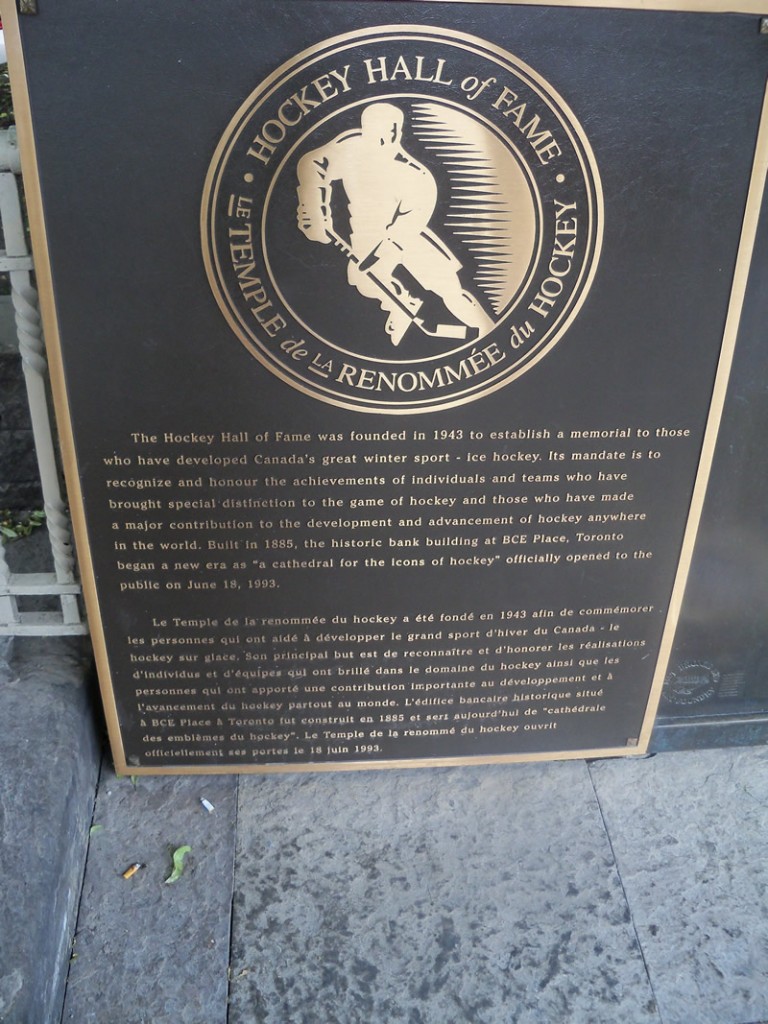 HOCKEY HALL of FAME
LE TEMPLE de LA RENOMMÉE du HOCKEY
The Hockey Hall of Fame was founded in 1943 to establish a memorial to those
who have developed Canada's great winter sport - ice hockey. Its mandate is to
recognize and honour the achievements of individuals and teams who have
brought special distinction to the game of hockey and those who have made
a major contribution to the development and advancement of hockey anywhere
in the world. Built in 1885, the historic bank building at BCE Place, Toronto
began a new era as "a cathedral for the icons of hockey" officially opened to the
public on June 18, 1993.
Le Temple de la renommée du hockey a été fondé en 1943 afin de commémorer
les personnes qui ont aidé à développer le grand sport d'hiver du Canada - le
hockey sur glace. Son principal but est de reconnaître et d'honorer les réalisations
d'individus et d'équipes qui ont brillé dans le domaine du hockey ainsi que les
personnes qui ont apporté une contribution importante au développement et à
l'avancement du hockey partout au monde. L'édifice bancaire historique situé
à BCE Place à Toronto fut construit en 1885 et sert aujourd'hui de "cathédrale
des emblèmes du hockey". Le Temple de la renommé du hockey ouvrit
officiellement ses portes le 18 juin 1993.